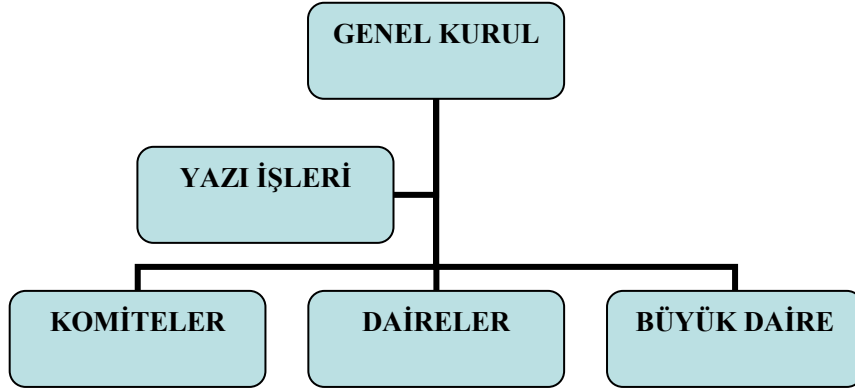 GENEL KURUL
YAZI İŞLERİ
KOMİTELER
DAİRELER
BÜYÜK DAİRE